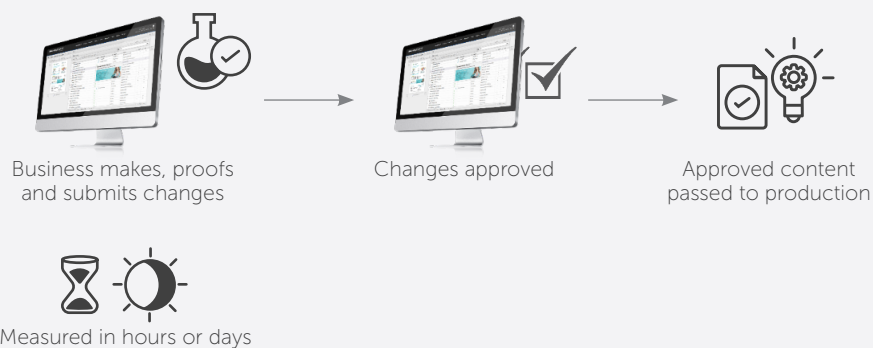 Business makes, proofs
and submits changes
Changes approved
Approved content
passed to production
Measured in hours or days